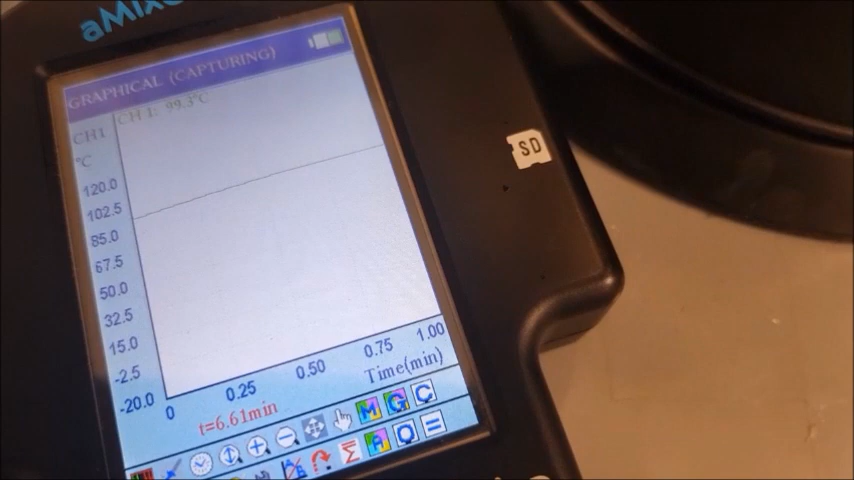 aMix
GRAPHICAL (CAPTURING)
CH1 CH 1: 99.3°C
°C
120.0
102.5
85.0
67.5
50.0
32.5
15.0
-2.5
-20.0
0 0.25 0.50 0.75 1.00
Time(min)
t=6.61min
M G C
Σ A Q =
SD